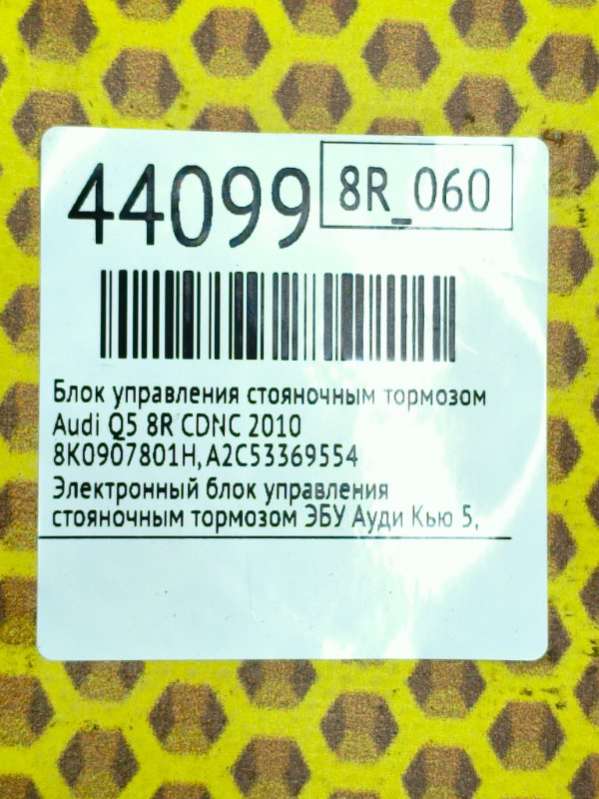 44099
8R_060
Блок управления стояночным тормозом
Audi Q5 8R CDNC 2010
8K0907801H, A2C53369554
Электронный блок управления
стояночным тормозом ЭБУ Ауди Кью 5,